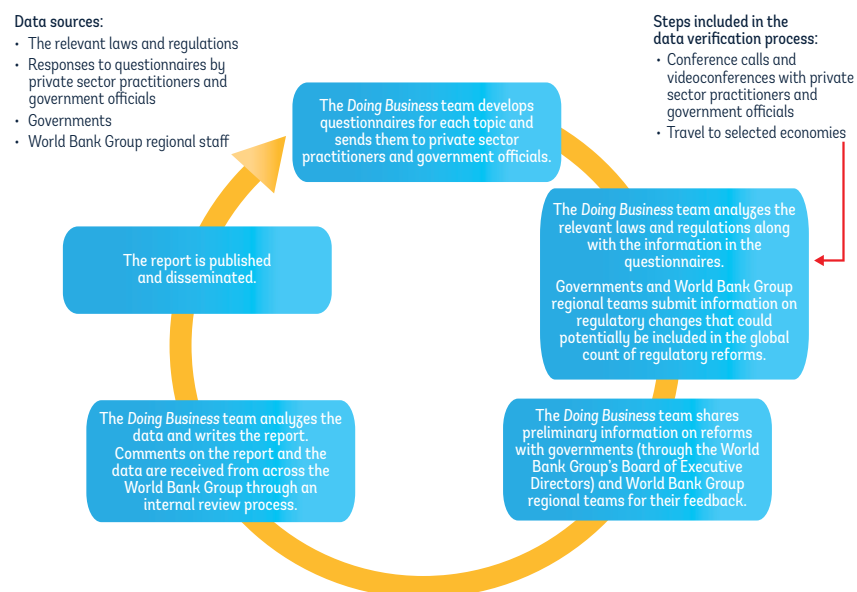 Data sources:
• The relevant laws and regulations
• Responses to questionnaires by
private sector practitioners and
government officials
• Governments
• World Bank Group regional staff
Steps included in the
data verification process:
• Conference calls and
videoconferences with private
sector practitioners and
government officials
• Travel to selected economies
The Doing Business team develops
questionnaires for each topic and
sends them to private sector
practitioners and government officials.
The Doing Business team analyzes the
relevant laws and regulations along
with the information in the
questionnaires.
Governments and World Bank Group
regional teams submit information on
regulatory changes that could
potentially be included in the global
count of regulatory reforms.
The Doing Business team shares
preliminary information on reforms
with governments (through the World
Bank Group's Board of Executive
Directors) and World Bank Group
regional teams for their feedback.
The Doing Business team analyzes the
data and writes the report.
Comments on the report and the
data are received from across the
World Bank Group through an
internal review process.
The report is published
and disseminated.